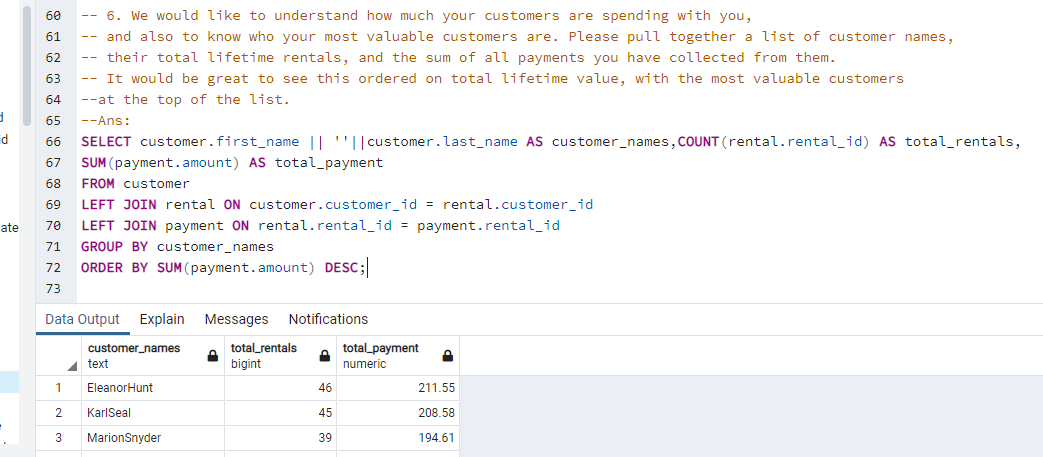 60 -- 6. We would like to understand how much your customers are spending with you,
61 -- and also to know who your most valuable customers are. Please pull together a list of customer names,
62 -- their total lifetime rentals, and the sum of all payments you have collected from them.
63 -- It would be great to see this ordered on total lifetime value, with the most valuable customers
64 --at the top of the list.
65 --Ans:
66 SELECT customer.first_name || ''||customer.last_name AS customer_names,COUNT(rental.rental_id) AS total_rentals,
67 SUM(payment.amount) AS total_payment
68 FROM customer
69 LEFT JOIN rental ON customer.customer_id = rental.customer_id
70 LEFT JOIN payment ON rental.rental_id = payment.rental_id
71 GROUP BY customer_names
72 ORDER BY SUM(payment.amount) DESC;
73
id
ate
Data Output Explain Messages Notifications
customer_names total_rentals total_payment
text bigint numeric
1 EleanorHunt 46 211.55
2 KarlSeal 45 208.58
3 MarionSnyder 39 194.61